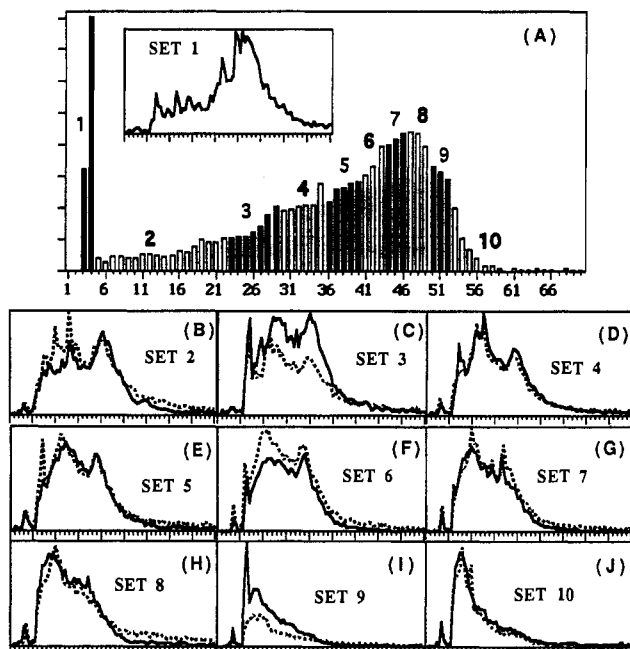 (A)
SET 1
1
2
3
4
5
6
7
8
9
10
1 6 11 16 21 26 31 36 41 46 51 56 61 66
(B) (C) (D)
SET 2 SET 3 SET 4
(E) (F) (G)
SET 5 SET 6 SET 7
(H) (I) (J)
SET 8 SET 9 SET 10